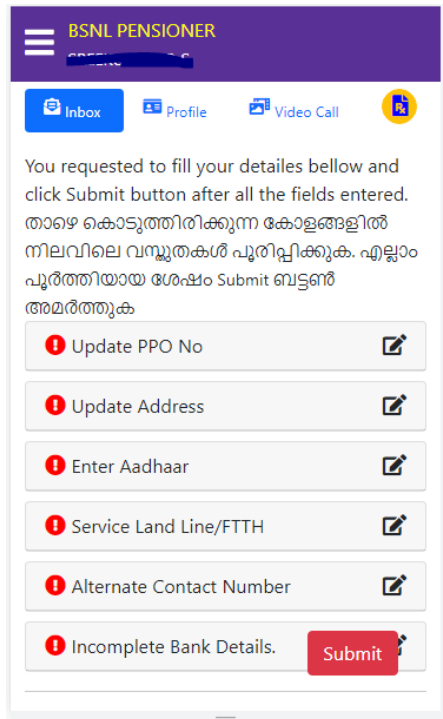 BSNL PENSIONER
Inbox
Profile
Video Call
You requested to fill your detailes bellow and
click Submit button after all the fields entered.
താഴെ കൊടുത്തിരിക്കുന്ന കോളങ്ങളിൽ
നിലവിലെ വസ്തുതകൾ പൂരിപ്പിക്കുക. എല്ലാം
പൂർത്തിയായ ശേഷം Submit ബട്ടൺ
അമർത്തുക
Update PPO No
Update Address
Enter Aadhaar
Service Land Line/FTTH
Alternate Contact Number
Incomplete Bank Details.
Submit